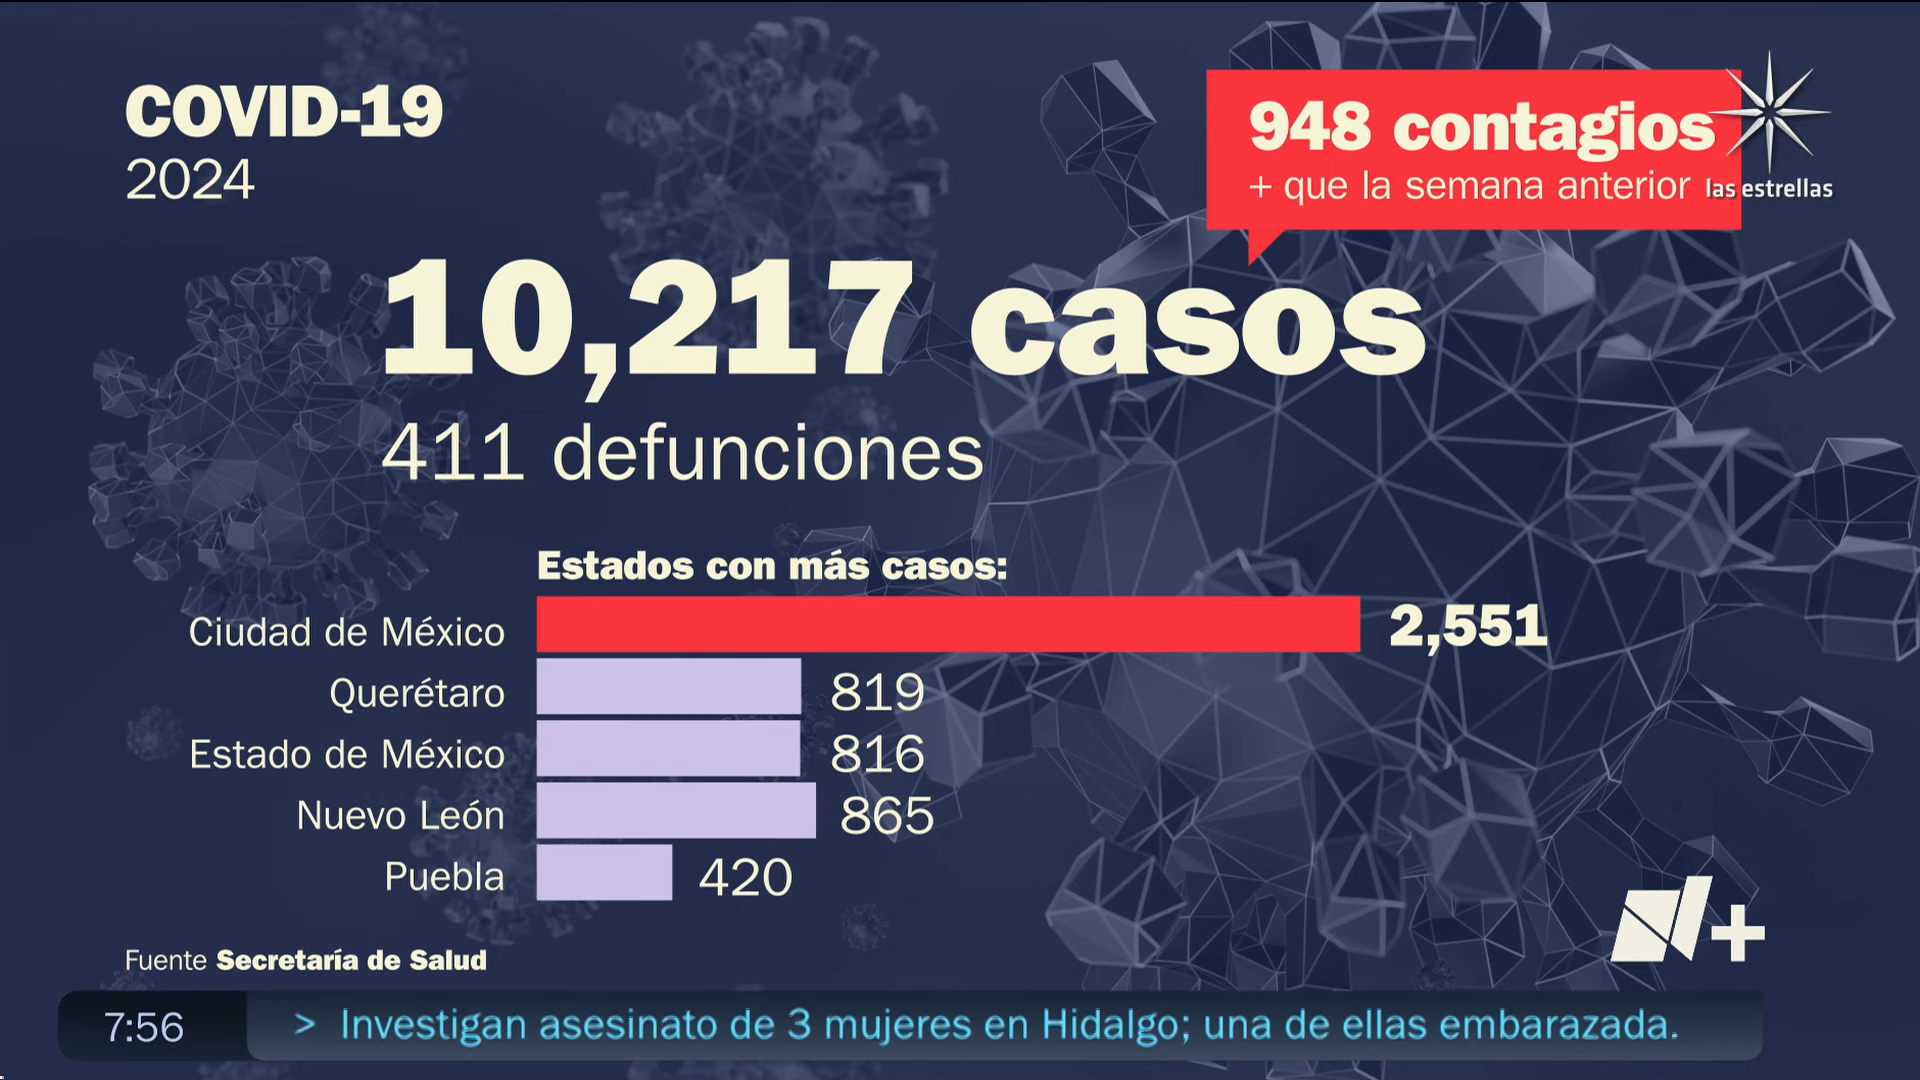 COVID-19
2024
948 contagios
+ que la semana anterior
las estrellas
10,217 casos
411 defunciones
Estados con más casos:
Ciudad de México 2,551
Querétaro 819
Estado de México 816
Nuevo León 865
Puebla 420
N+
Fuente Secretaría de Salud
7:56 > Investigan asesinato de 3 mujeres en Hidalgo; una de ellas embarazada.